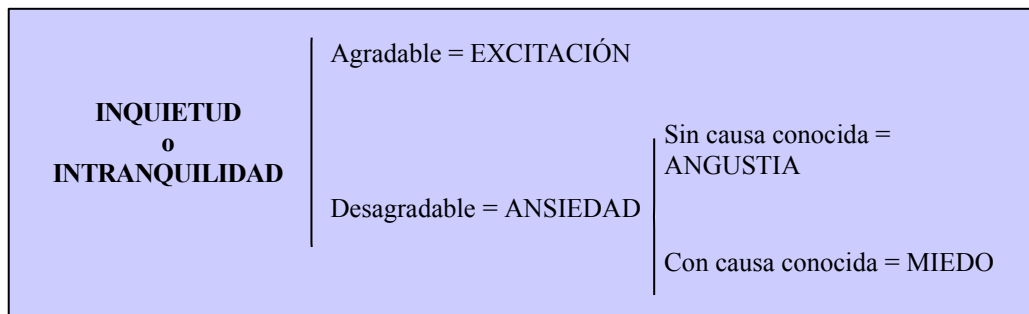 INQUIETUD
o
INTRANQUILIDAD
Agradable = EXCITACIÓN
Desagradable = ANSIEDAD
Sin causa conocida =
ANGUSTIA
Con causa conocida = MIEDO